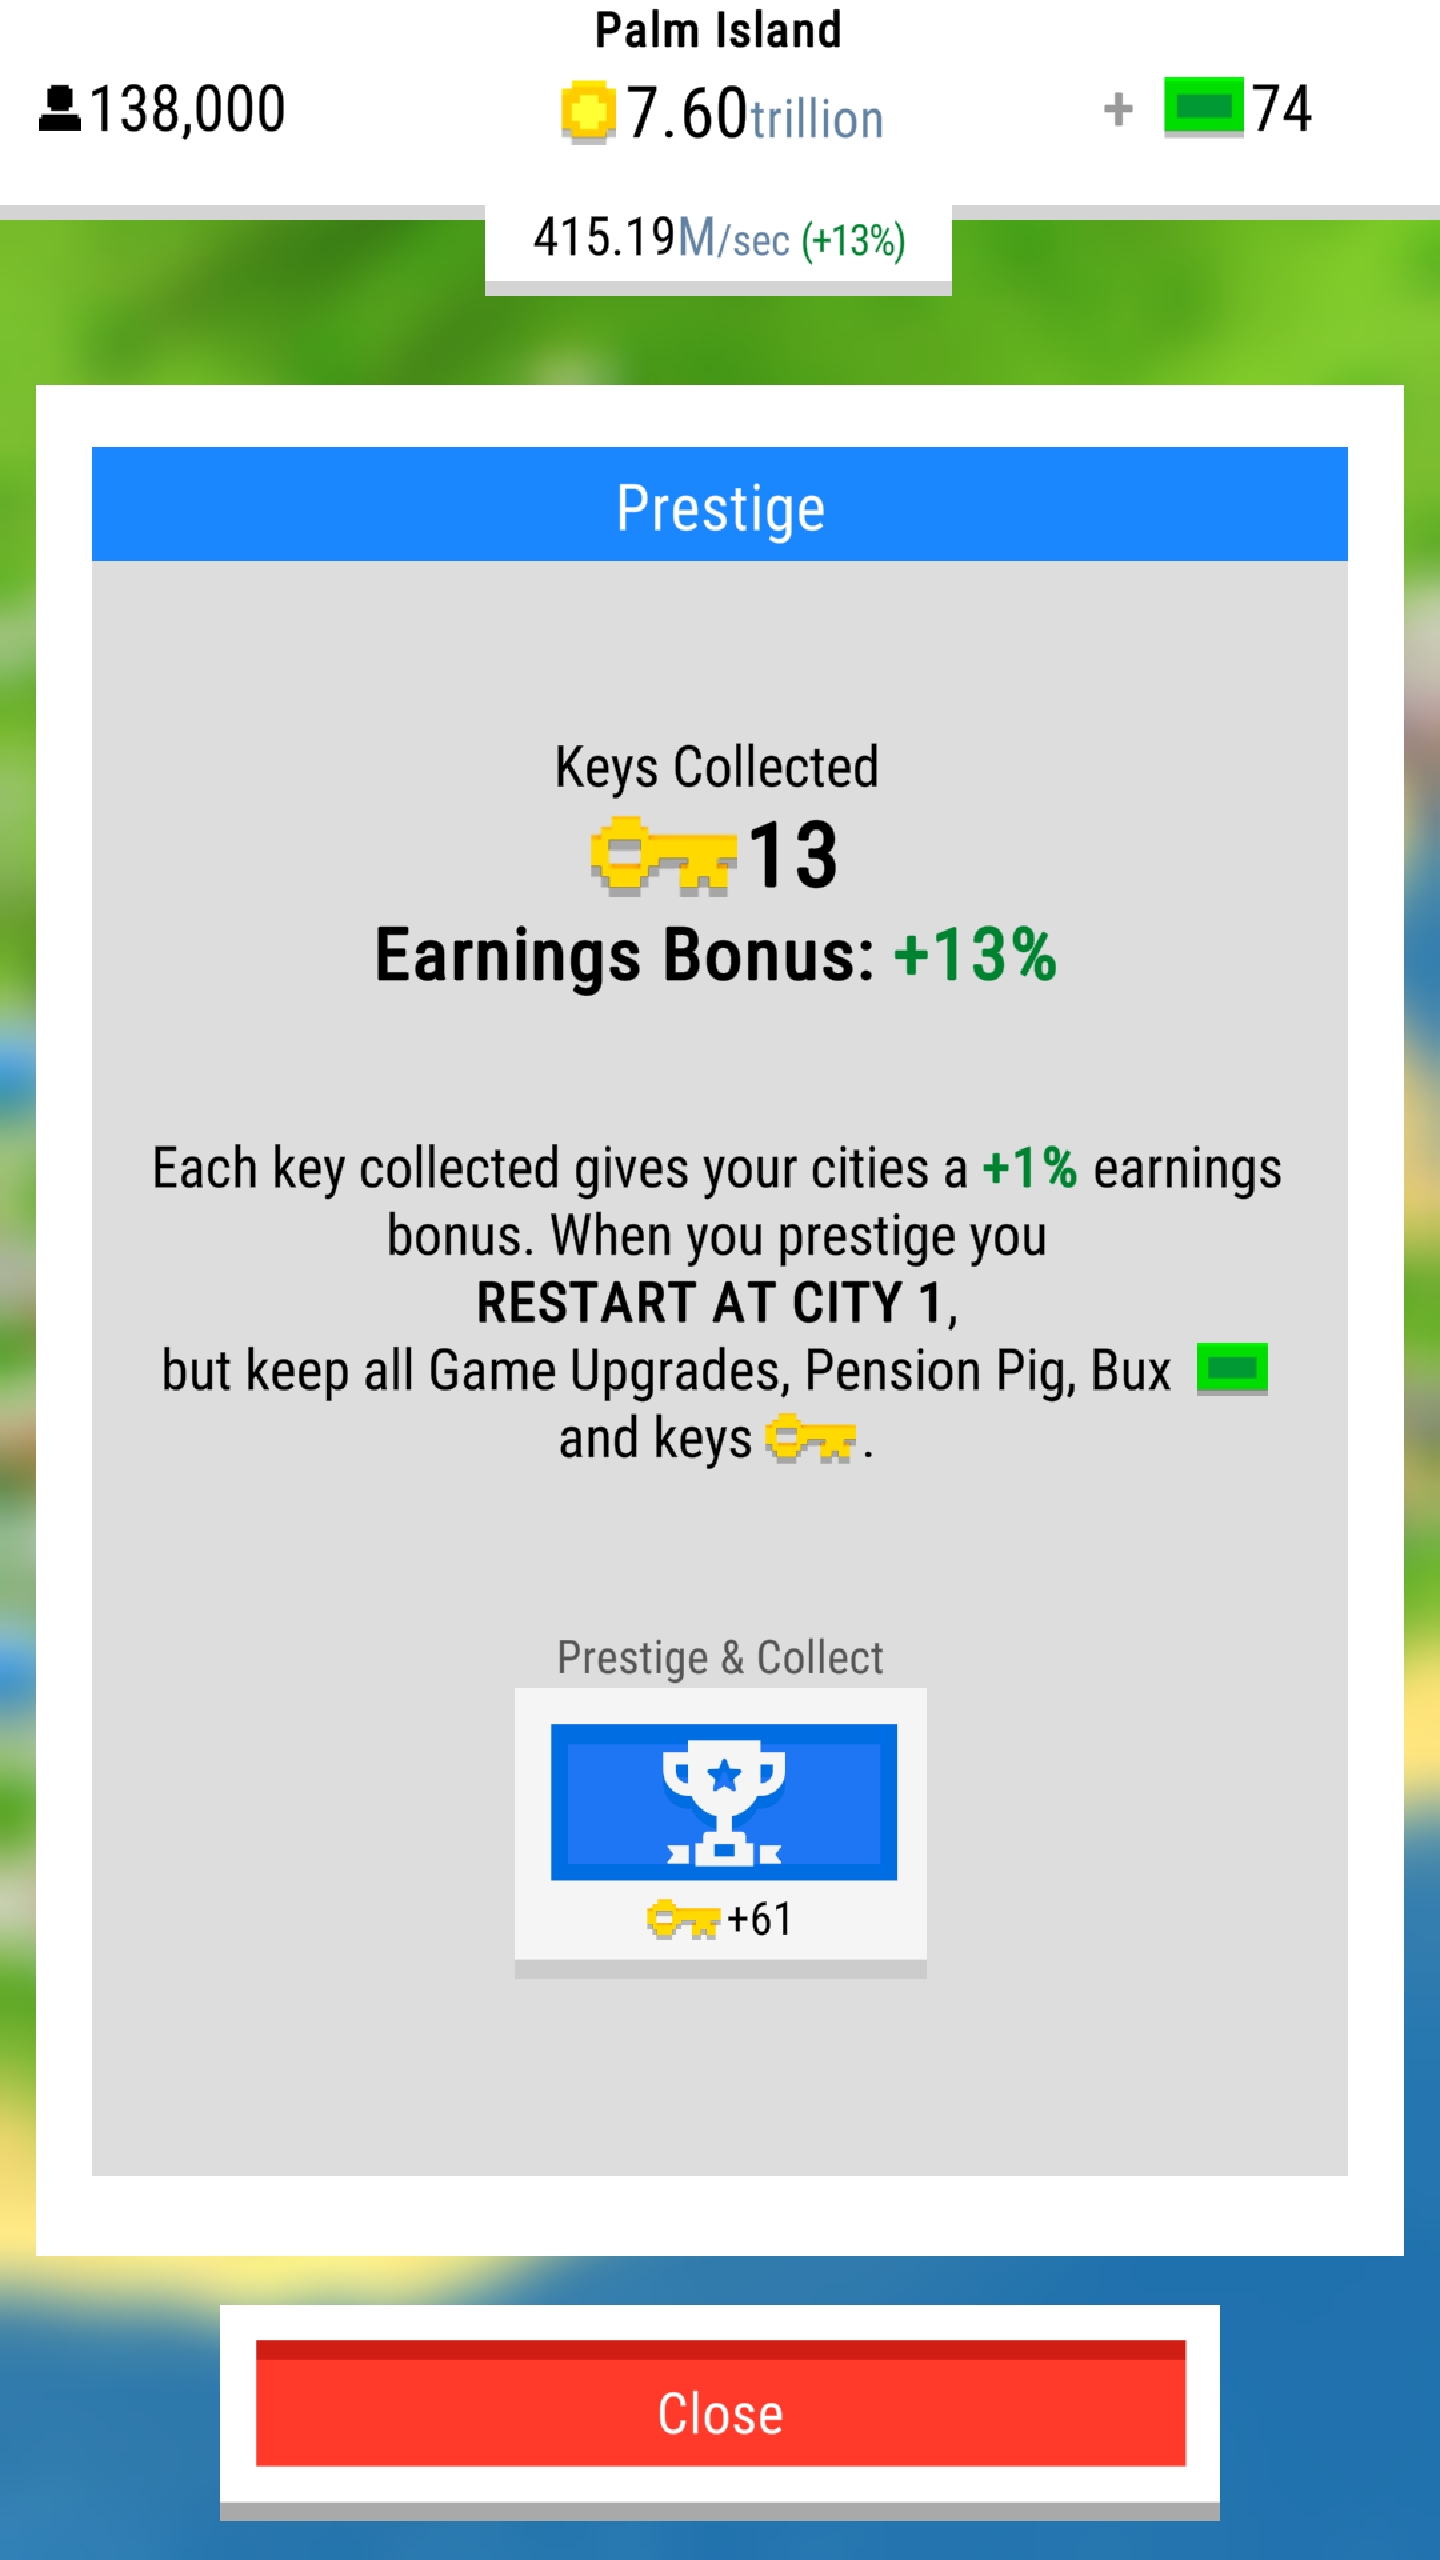 Palm Island
138,000
7.60trillion
+ 74
415.19M/sec (+13%)
Prestige
Keys Collected
13
Earnings Bonus: +13%
Each key collected gives your cities a +1% earnings
bonus. When you prestige you
RESTART AT CITY 1,
but keep all Game Upgrades, Pension Pig, Bux
and keys .
Prestige & Collect
+61
Close